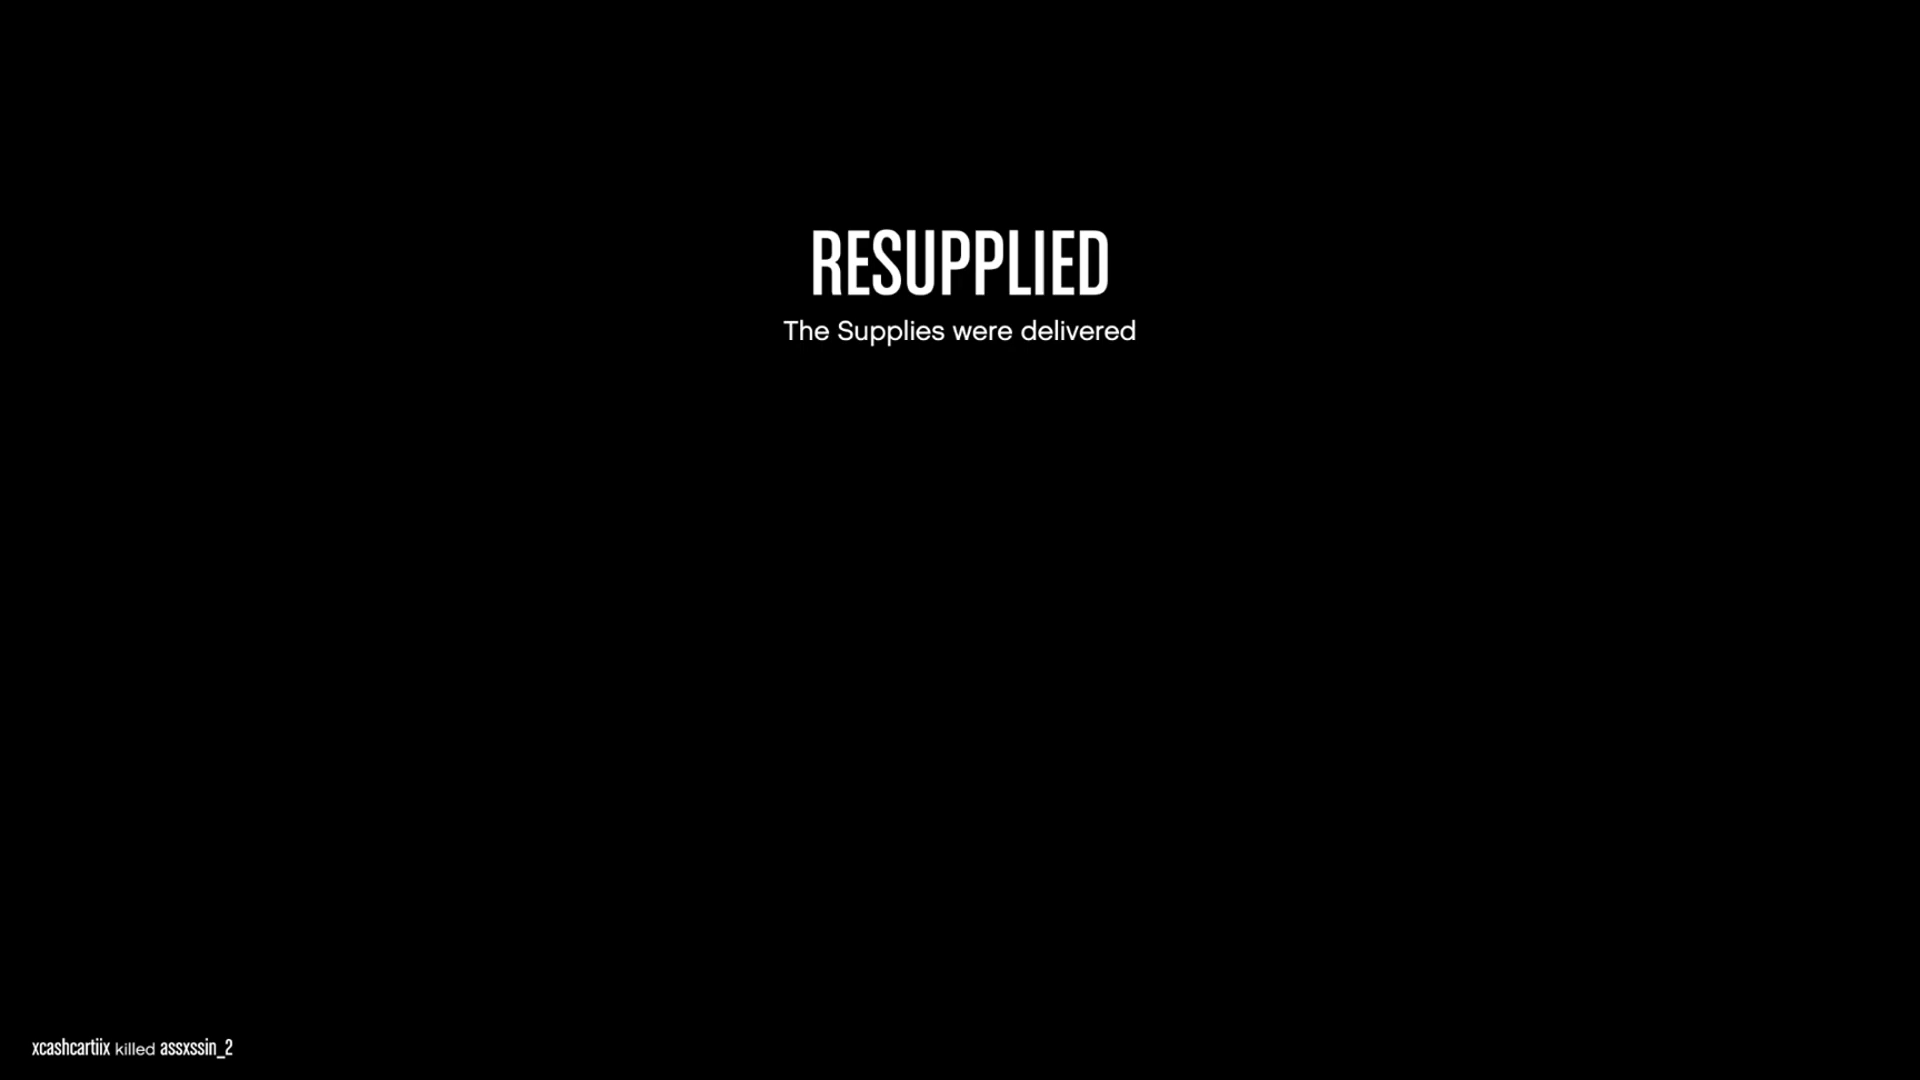 RESUPPLIED
The Supplies were delivered
xcashcartiix killed assxssin_2